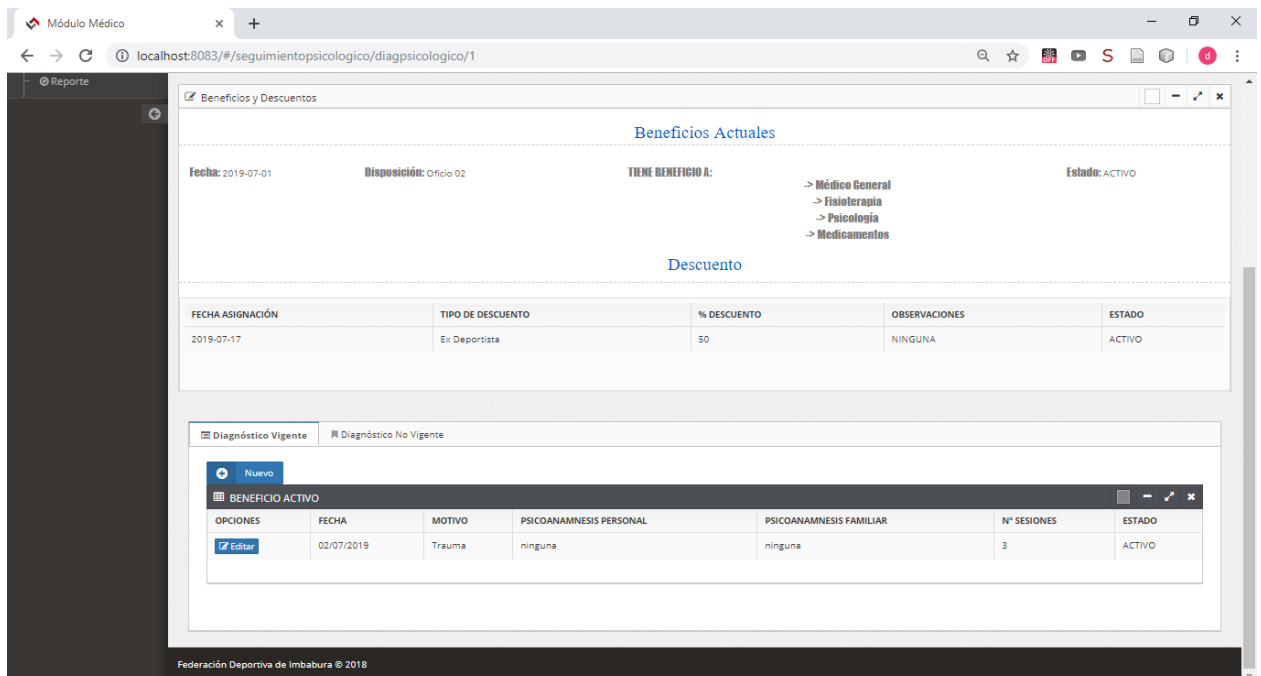 Módulo Médico
localhost:8083/#/seguimientopsicologico/diagpsicologico/1
OFF
S
d
Reporte
Beneficios y Descuentos
Beneficios Actuales
Fecha: 2019-07-01 Disposición: Oficio 02 TIENE BENEFICIO A: Estado: ACTIVO
-> Médico General
-> Fisioterapia
-> Psicología
-> Medicamentos
Descuento
FECHA ASIGNACIÓN TIPO DE DESCUENTO % DESCUENTO OBSERVACIONES ESTADO
2019-07-17 Ex Deportista 50 NINGUNA ACTIVO
Diagnóstico Vigente Diagnóstico No Vigente
Nuevo
BENEFICIO ACTIVO
OPCIONES FECHA MOTIVO PSICOANAMNESIS PERSONAL PSICOANAMNESIS FAMILIAR N° SESIONES ESTADO
Editar 02/07/2019 Trauma ninguna ninguna 3 ACTIVO
Federación Deportiva de Imbabura © 2018